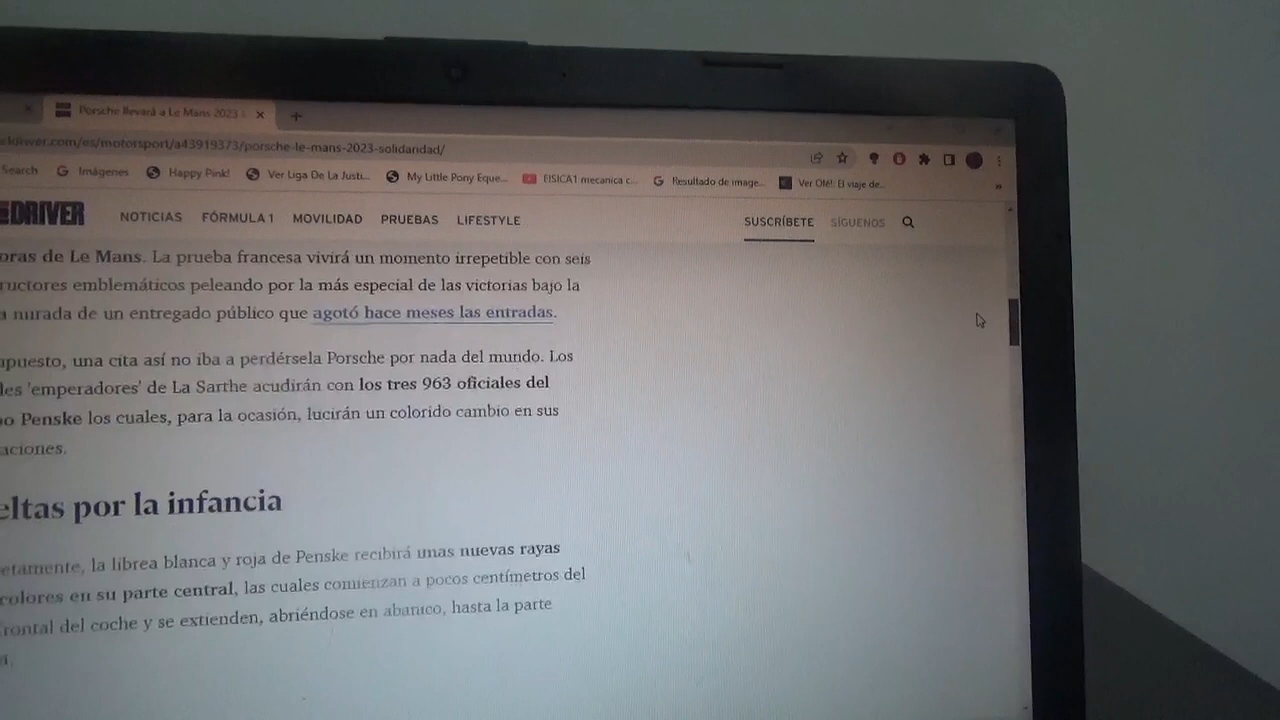 Porsche llevará a Le Mans 2023
.com/es/motorsport/a43919373/porsche-le-mans-2023-solidaridad/
Search Imágenes Happy Pink! Ver Liga De La Justi... My Little Pony Eque... FISICA1 mecanica c... Resultado de image... Ver Olé!: El viaje de... »
DRIVER NOTICIAS FÓRMULA 1 MOVILIDAD PRUEBAS LIFESTYLE SUSCRÍBETE SÍGUENOS
oras de Le Mans. La prueba francesa vivirá un momento irrepetible con seis
ructores emblemáticos peleando por la más especial de las victorias bajo la
a mirada de un entregado público que agotó hace meses las entradas.
upuesto, una cita así no iba a perdérsela Porsche por nada del mundo. Los
les 'emperadores' de La Sarthe acudirán con los tres 963 oficiales del
po Penske los cuales, para la ocasión, lucirán un colorido cambio en sus
aciones.
eltas por la infancia
etamente, la librea blanca y roja de Penske recibirá unas nuevas rayas
colores en su parte central, las cuales comienzan a pocos centímetros del
frontal del coche y se extienden, abriéndose en abanico, hasta la parte
a.